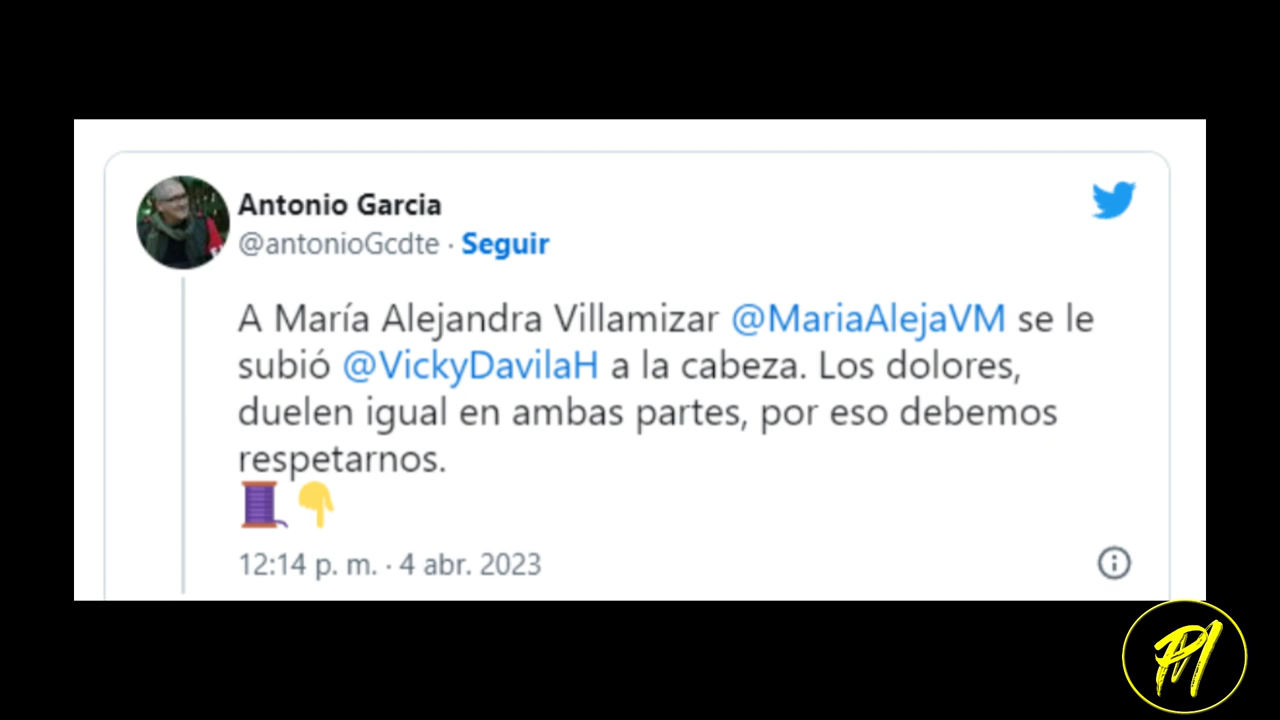 Antonio Garcia
@antonioGcdte · Seguir
A María Alejandra Villamizar @MariaAlejaVM se le
subió @VickyDavilaH a la cabeza. Los dolores,
duelen igual en ambas partes, por eso debemos
respetarnos.
🧵👇
12:14 p. m. · 4 abr. 2023